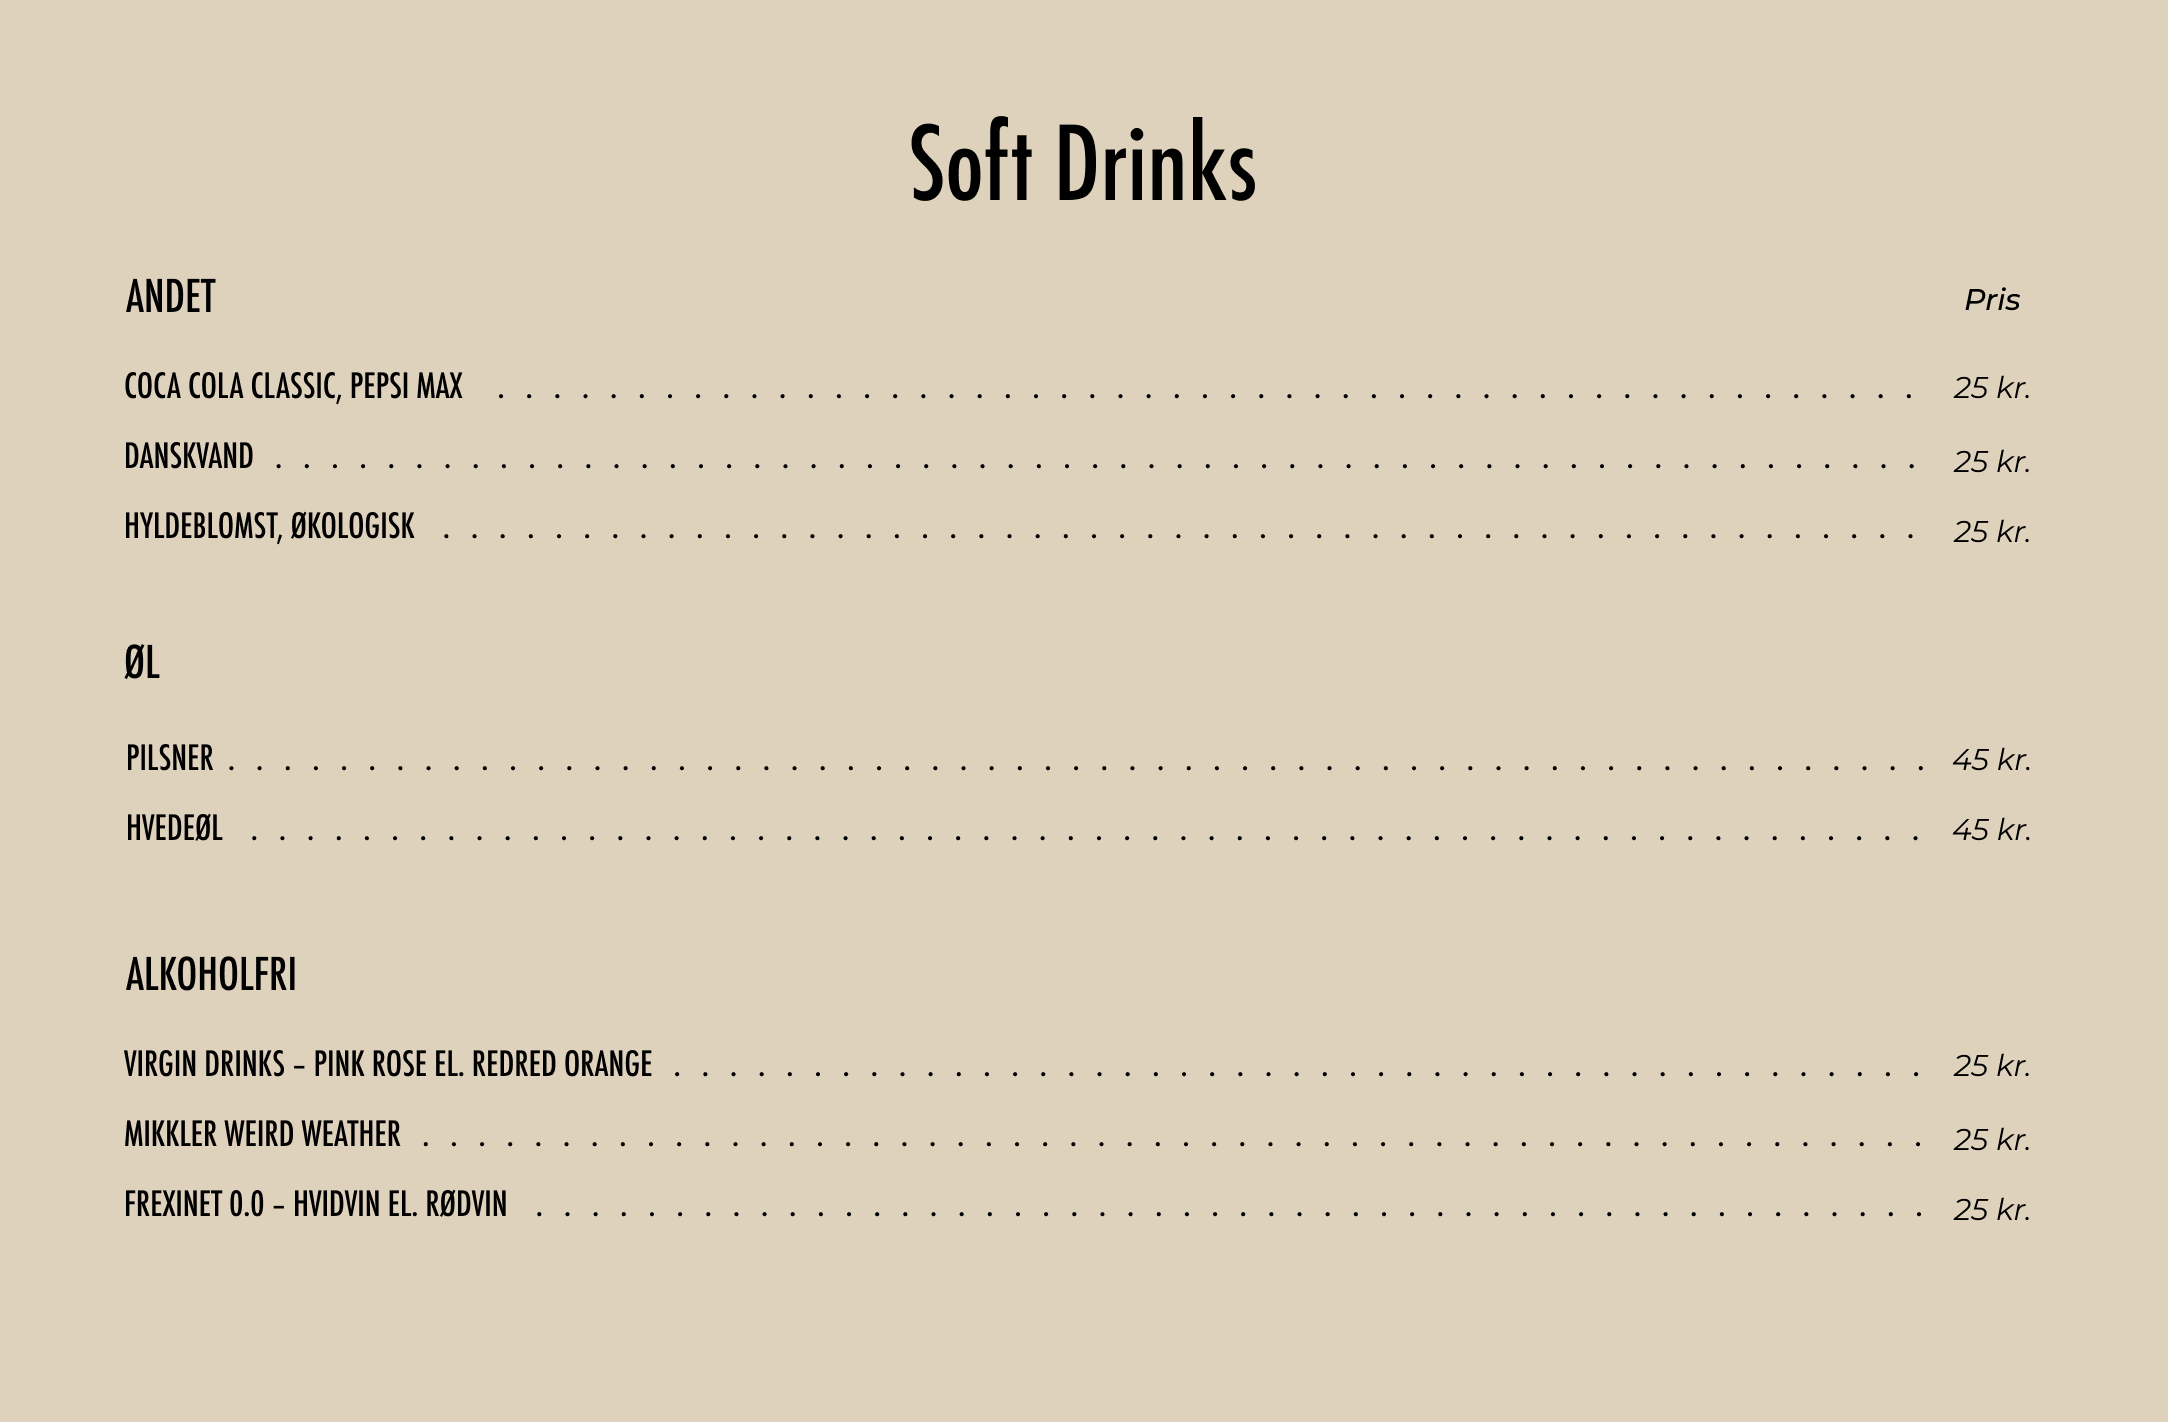 Soft Drinks
ANDET Pris
COCA COLA CLASSIC, PEPSI MAX . . . . . . . . . . . . . . . . . . . . . . . . . . . . . . . . . . . . . . . . . . . . . . . . . . . 25 kr.
DANSKVAND . . . . . . . . . . . . . . . . . . . . . . . . . . . . . . . . . . . . . . . . . . . . . . . . . . . . . . . . . . . 25 kr.
HYLDEBLOMST, ØKOLOGISK . . . . . . . . . . . . . . . . . . . . . . . . . . . . . . . . . . . . . . . . . . . . . . . . . . . . . 25 kr.
ØL
PILSNER . . . . . . . . . . . . . . . . . . . . . . . . . . . . . . . . . . . . . . . . . . . . . . . . . . . . . . . . . . . . . 45 kr.
HVEDEØL . . . . . . . . . . . . . . . . . . . . . . . . . . . . . . . . . . . . . . . . . . . . . . . . . . . . . . . . . . . . 45 kr.
ALKOHOLFRI
VIRGIN DRINKS – PINK ROSE EL. REDRED ORANGE . . . . . . . . . . . . . . . . . . . . . . . . . . . . . . . . . . . . . . . . . . . . . 25 kr.
MIKKLER WEIRD WEATHER . . . . . . . . . . . . . . . . . . . . . . . . . . . . . . . . . . . . . . . . . . . . . . . . . . . . . . 25 kr.
FREXINET 0.0 – HVIDVIN EL. RØDVIN . . . . . . . . . . . . . . . . . . . . . . . . . . . . . . . . . . . . . . . . . . . . . . . . . . 25 kr.